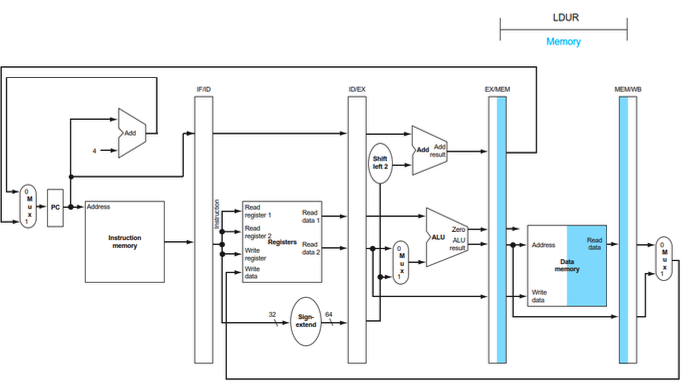 LDUR
Memory
IF/ID
ID/EX
EX/MEM
MEM/WB
Add
4
Shift
left 2
Add
Add
result
0
M
u
x
1
PC
Address
Instruction
memory
Instruction
Read
register 1
Read
register 2
Write
register
Write
data
Registers
Read
data 1
Read
data 2
0
M
u
x
1
ALU
Zero
ALU
result
Address
Read
data
Data
memory
Write
data
0
M
u
x
1
32
Sign-
extend
64